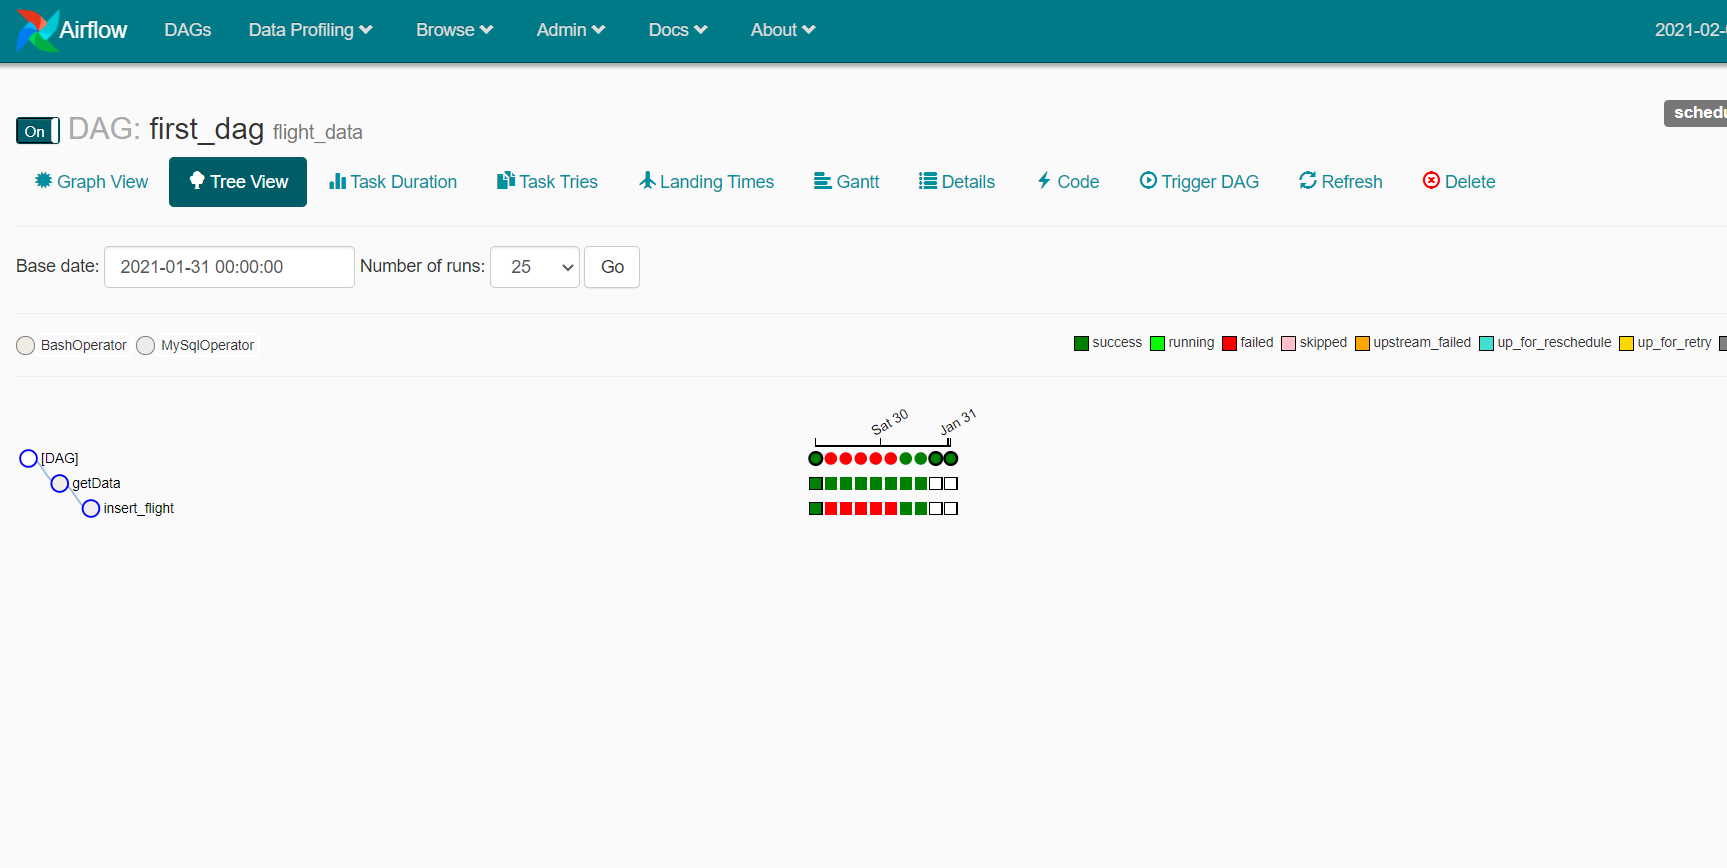 Airflow DAGs Data Profiling Browse Admin Docs About 2021-02-
On DAG: first_dag flight_data schedu
Graph View Tree View Task Duration Task Tries Landing Times Gantt Details Code Trigger DAG Refresh Delete
Base date: 2021-01-31 00:00:00 Number of runs: 25 Go
BashOperator MySqlOperator success running failed skipped upstream_failed up_for_reschedule up_for_retry
Sat 30 Jan 31
[DAG]
getData
insert_flight